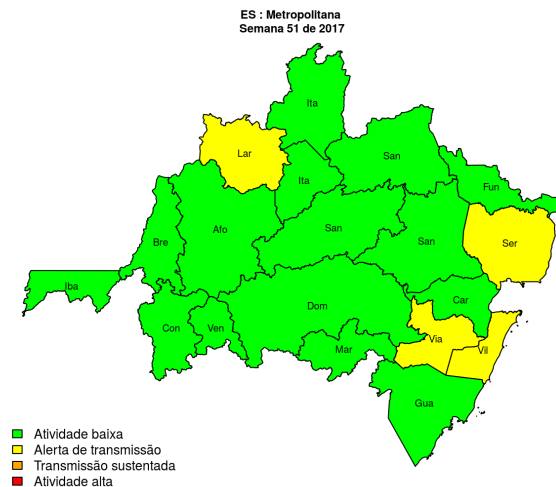 ES : Metropolitana
Semana 51 de 2017
Ita
Lar
San
Ita
Fun
Bre
Afo
San
San
Ser
Iba
Dom
Car
Con
Ven
Mar
Via
Vil
Gua
Atividade baixa
Alerta de transmissão
Transmissão sustentada
Atividade alta